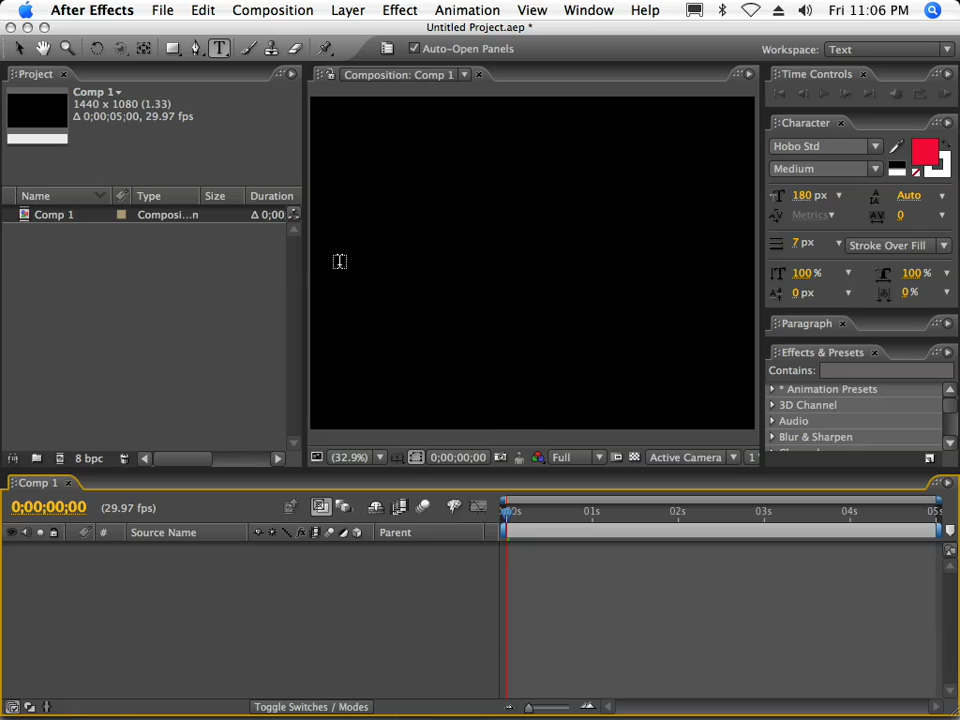 After Effects File Edit Composition Layer Effect Animation View Window Help Fri 11:06 PM
Untitled Project.aep *
T Auto-Open Panels Workspace: Text
Project
Comp 1
1440 x 1080 (1.33)
Δ 0;00;05;00, 29.97 fps
Name Type Size Duration
Comp 1 Composi...n Δ 0;00
8 bpc
Composition: Comp 1
(32.9%) 0;00;00;00 Full Active Camera 1
Time Controls
Character
Hobo Std
Medium
180 px Auto
Metrics 0
7 px Stroke Over Fill
100 % 100 %
0 px 0 %
Paragraph
Effects & Presets
Contains:
* Animation Presets
3D Channel
Audio
Blur & Sharpen
Comp 1
0;00;00;00 (29.97 fps)
# Source Name Parent
01s 02s 03s 04s 05s
Toggle Switches / Modes